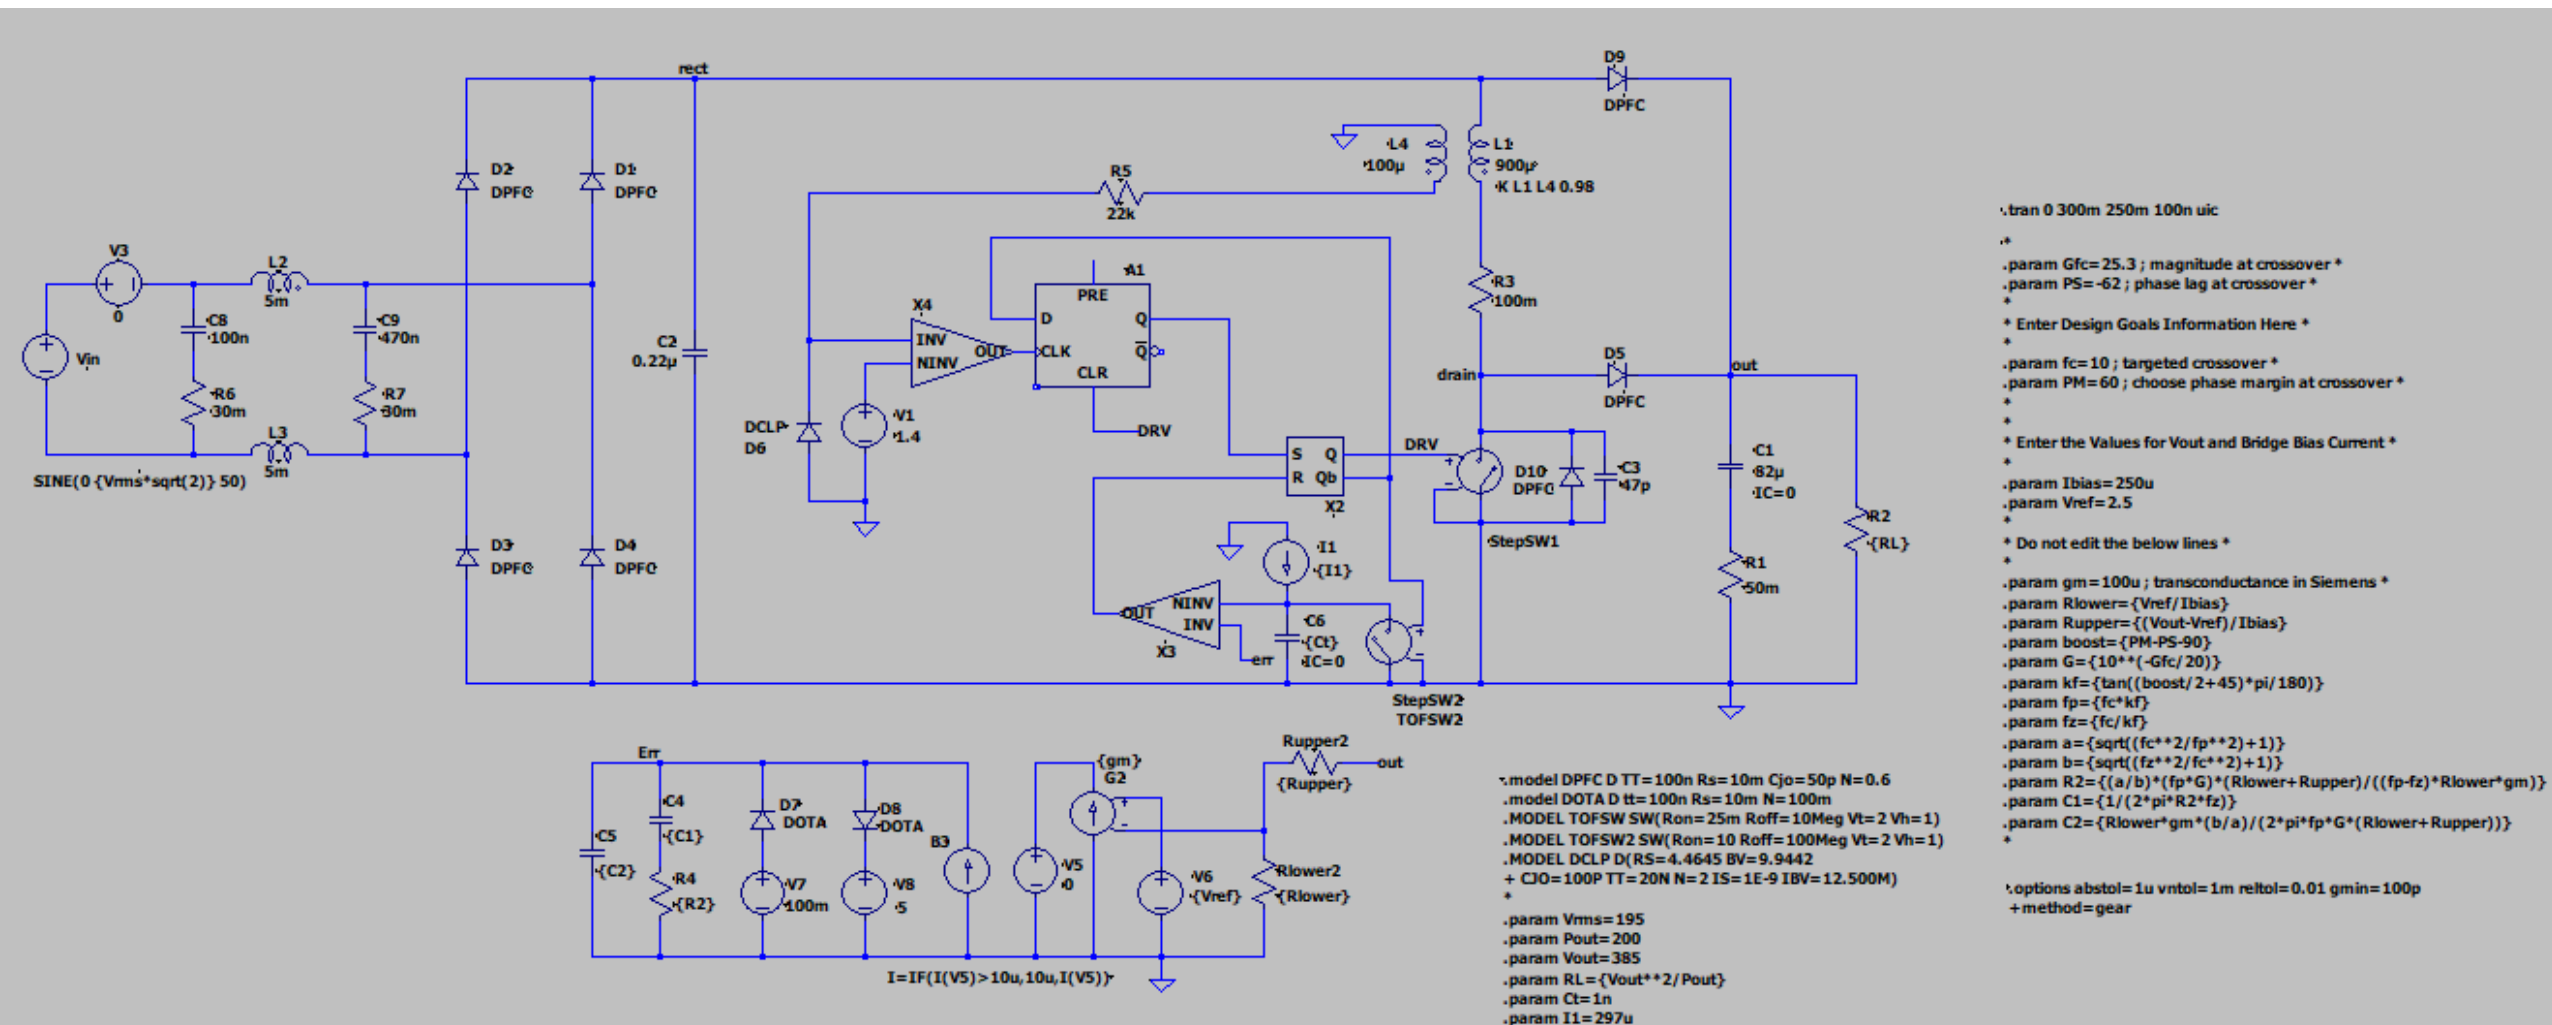 rect
D9
DPFC
L4
100µ
L1
900µ
K L1 L4 0.98
D2
DPFC
D1
DPFC
R5
22k
.tran 0 300m 250m 100n uic
*
.param Gfc=25.3 ; magnitude at crossover *
.param PS=-62 ; phase lag at crossover *
*
* Enter Design Goals Information Here *
*
.param fc=10 ; targeted crossover *
.param PM=60 ; choose phase margin at crossover *
*
*
* Enter the Values for Vout and Bridge Bias Current *
*
.param Ibias=250u
.param Vref=2.5
*
* Do not edit the below lines *
*
.param gm=100u ; transconductance in Siemens *
.param Rlower={Vref/Ibias}
.param Rupper={(Vout-Vref)/Ibias}
.param boost={PM-PS-90}
.param G={10**(-Gfc/20)}
.param kf={tan((boost/2+45)*pi/180)}
.param fp={fc*kf}
.param fz={fc/kf}
.param a={sqrt((fc**2/fp**2)+1)}
.param b={sqrt((fz**2/fc**2)+1)}
.param R2={(a/b)*(fp*G)*(Rlower+Rupper)/((fp-fz)*Rlower*gm)}
.param C1={1/(2*pi*R2*fz)}
.param C2={Rlower*gm*(b/a)/(2*pi*fp*G*(Rlower+Rupper))}
*
.options abstol=1u vntol=1m reltol=0.01 gmin=100p
+method=gear
V3
0
L2
5m
C8
100n
C9
470n
Vin
R6
30m
R7
30m
L3
5m
SINE(0 {Vrms*sqrt(2)} 50)
C2
0.22µ
X4
INV
NINV
OUT
A1
PRE
D
Q
CLK
Q
CLR
DRV
R3
100m
D5
DPFC
drain
out
DCLP
D6
V1
1.4
S
Q
R
Qb
X2
DRV
D10
DPFC
C3
47p
StepSW1
C1
82µ
IC=0
R2
{RL}
R1
50m
D3
DPFC
D4
DPFC
I1
{I1}
OUT
NINV
INV
X3
err
C6
{Ct}
IC=0
StepSW2
TOFSW2
Err
C5
{C2}
C4
{C1}
R4
{R2}
D7
DOTA
V7
100m
D8
DOTA
V8
5
B3
I=IF(I(V5)>10u,10u,I(V5))
V5
0
{gm}
G2
V6
{Vref}
Rupper2
{Rupper}
out
Rlower2
{Rlower}
.model DPFC D TT=100n Rs=10m Cjo=50p N=0.6
.model DOTA D tt=100n Rs=10m N=100m
.MODEL TOFSW SW(Ron=25m Roff=10Meg Vt=2 Vh=1)
.MODEL TOFSW2 SW(Ron=10 Roff=100Meg Vt=2 Vh=1)
.MODEL DCLP D(RS=4.4645 BV=9.9442
+ CJO=100P TT=20N N=2 IS=1E-9 IBV=12.500M)
*
.param Vrms=195
.param Pout=200
.param Vout=385
.param RL={Vout**2/Pout}
.param Ct=1n
.param I1=297u